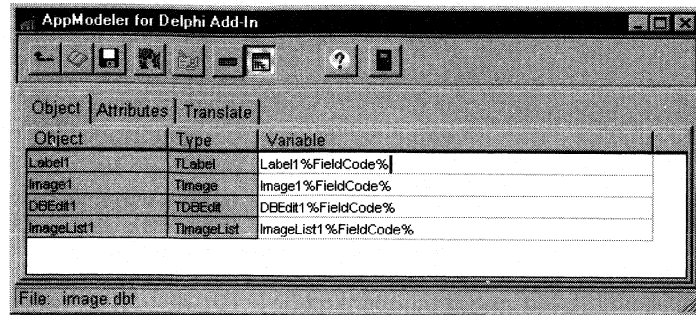 AppModeler for Delphi Add-In
?
Object Attributes Translate
Object Type Variable
Label1 TLabel Label1%FieldCode%
Image1 TImage Image1%FieldCode%
DBEdit1 TDBEdit DBEdit1%FieldCode%
ImageList1 TImageList ImageList1%FieldCode%
File: image.dbt